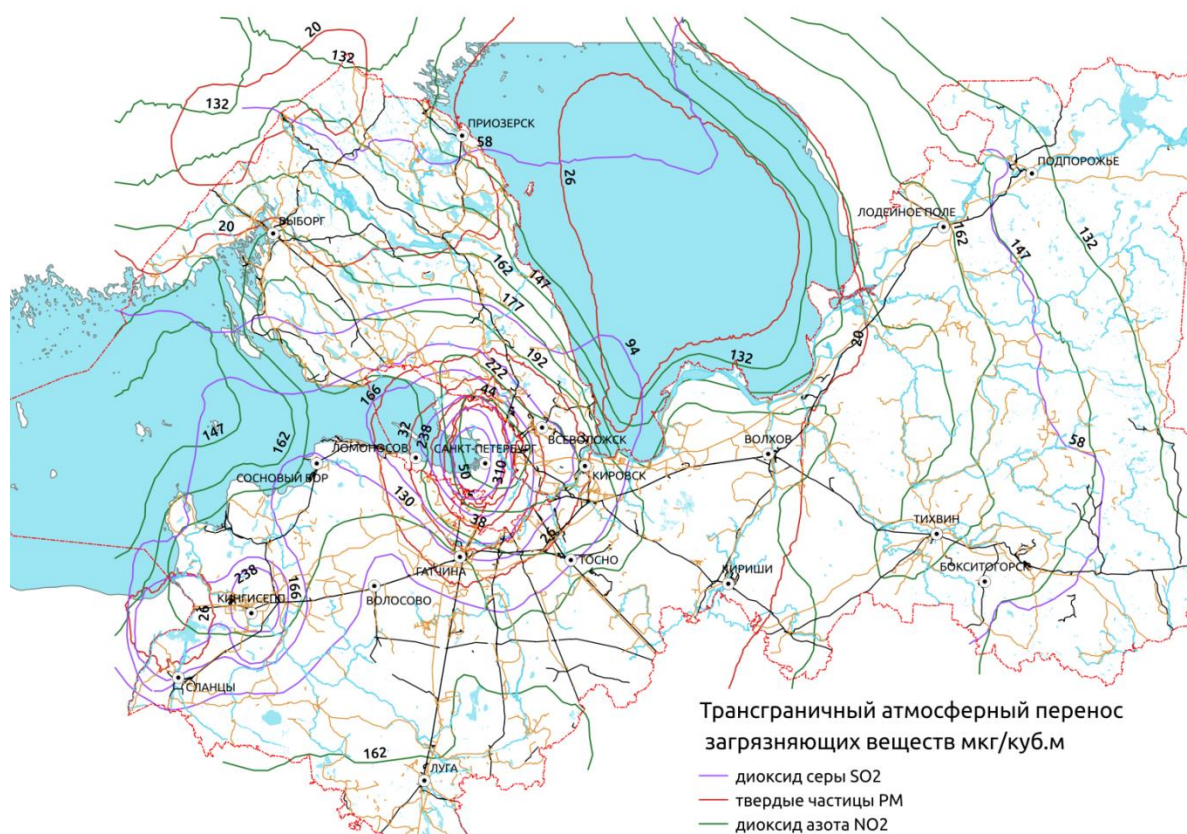 20
132
132
ПРИОЗЕРСК
58
ПОДПОРОЖЬЕ
26
ЛОДЕЙНОЕ ПОЛЕ
20
ВЫБОРГ
162
132
147
162
147
177
20
94
192
132
222
166
44
147
32
238
162
ВСЕВОЛОЖСК
ЛОМОНОСОВ
САНКТ-ПЕТЕРБУРГ
ВОЛХОВ
58
50
310
КИРОВСК
СОСНОВЫЙ БОР
130
38
ТИХВИН
26
ГАТЧИНА
ТОСНО
КИРИШИ
БОКСИТОГОРСК
238
166
КИНГИСЕПП
26
ВОЛОСОВО
СЛАНЦЫ
162
ЛУГА
Трансграничный атмосферный перенос
загрязняющих веществ мкг/куб.м
диоксид серы SO2
твердые частицы PM
диоксид азота NO2